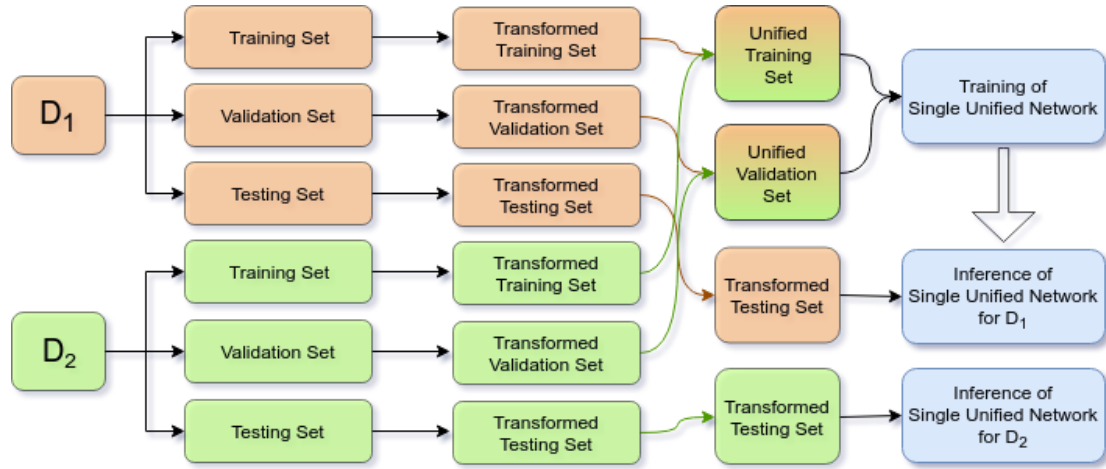 D1
Training Set
Validation Set
Testing Set
Transformed
Training Set
Transformed
Validation Set
Transformed
Testing Set
D2
Training Set
Validation Set
Testing Set
Transformed
Training Set
Transformed
Validation Set
Transformed
Testing Set
Unified
Training
Set
Unified
Validation
Set
Transformed
Testing Set
Transformed
Testing Set
Training of
Single Unified Network
Inference of
Single Unified Network
for D1
Inference of
Single Unified Network
for D2